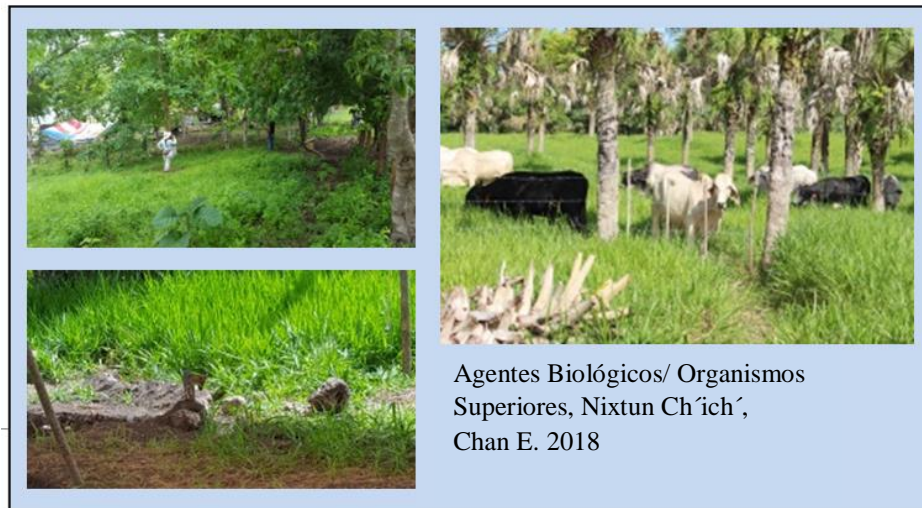 Agentes Biológicos/ Organismos
Superiores, Nixtun Ch´ich´,
Chan E. 2018